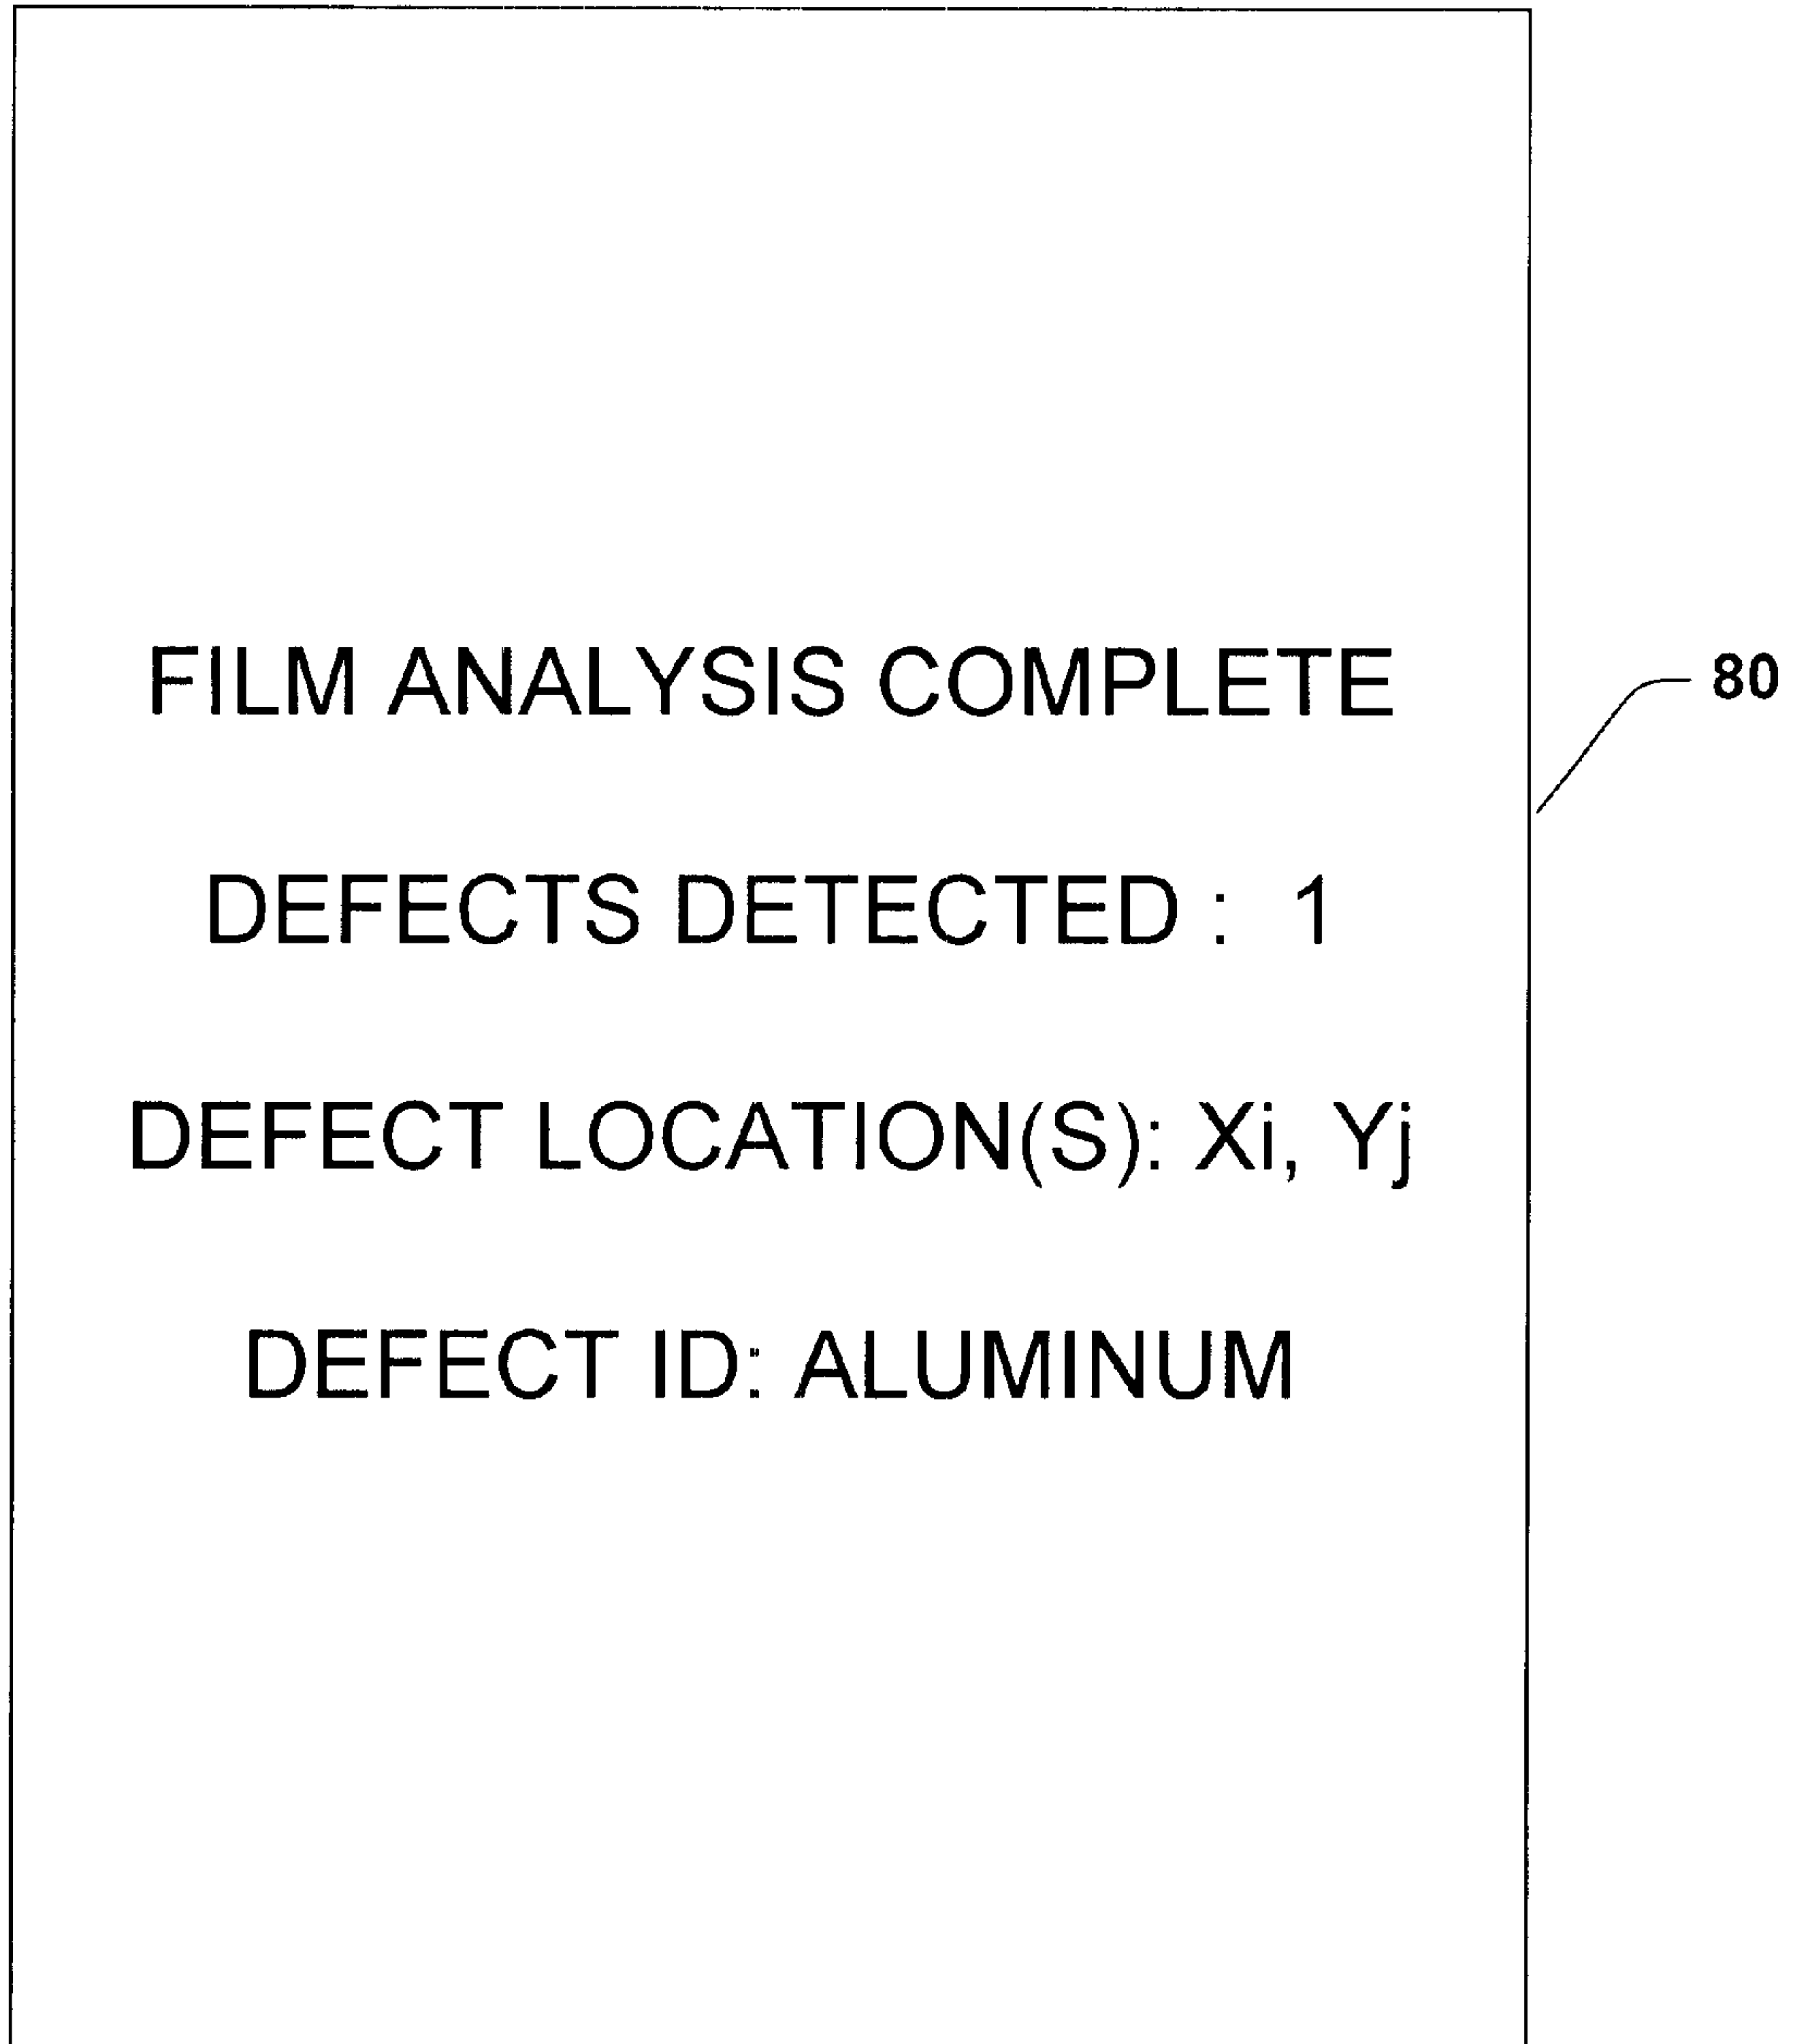 FILM ANALYSIS COMPLETE
80
DEFECTS DETECTED : 1
DEFECT LOCATION(S): Xi, Yj
DEFECT ID: ALUMINUM